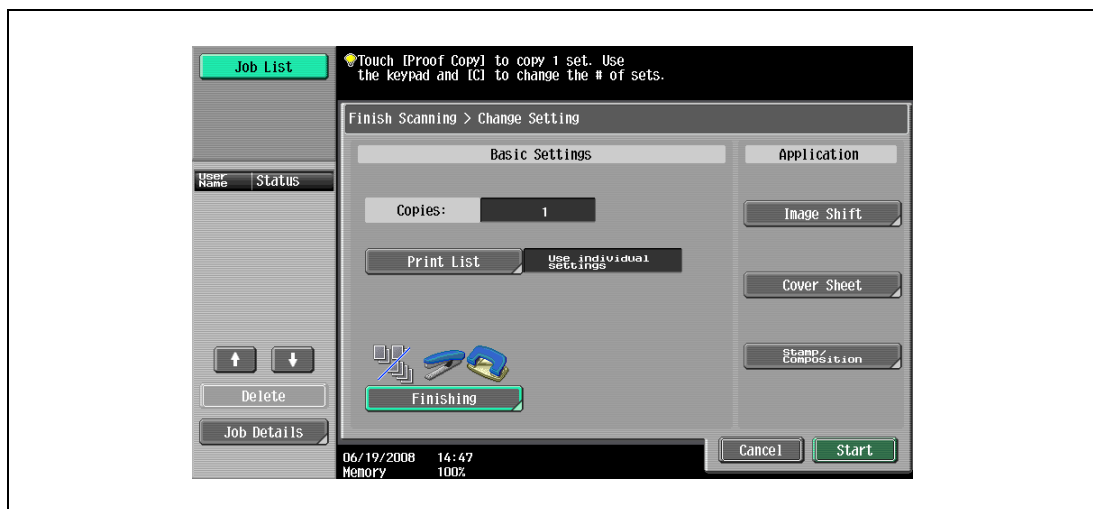 Job List
Touch [Proof Copy] to copy 1 set. Use
the keypad and [C] to change the # of sets.
Finish Scanning > Change Setting
Basic Settings
Application
User Name
Status
Copies:
1
Image Shift
Print List
Use individual
settings
Cover Sheet
Stamp/
Composition
Finishing
Delete
Job Details
06/19/2008 14:47
Memory 100%
Cancel
Start